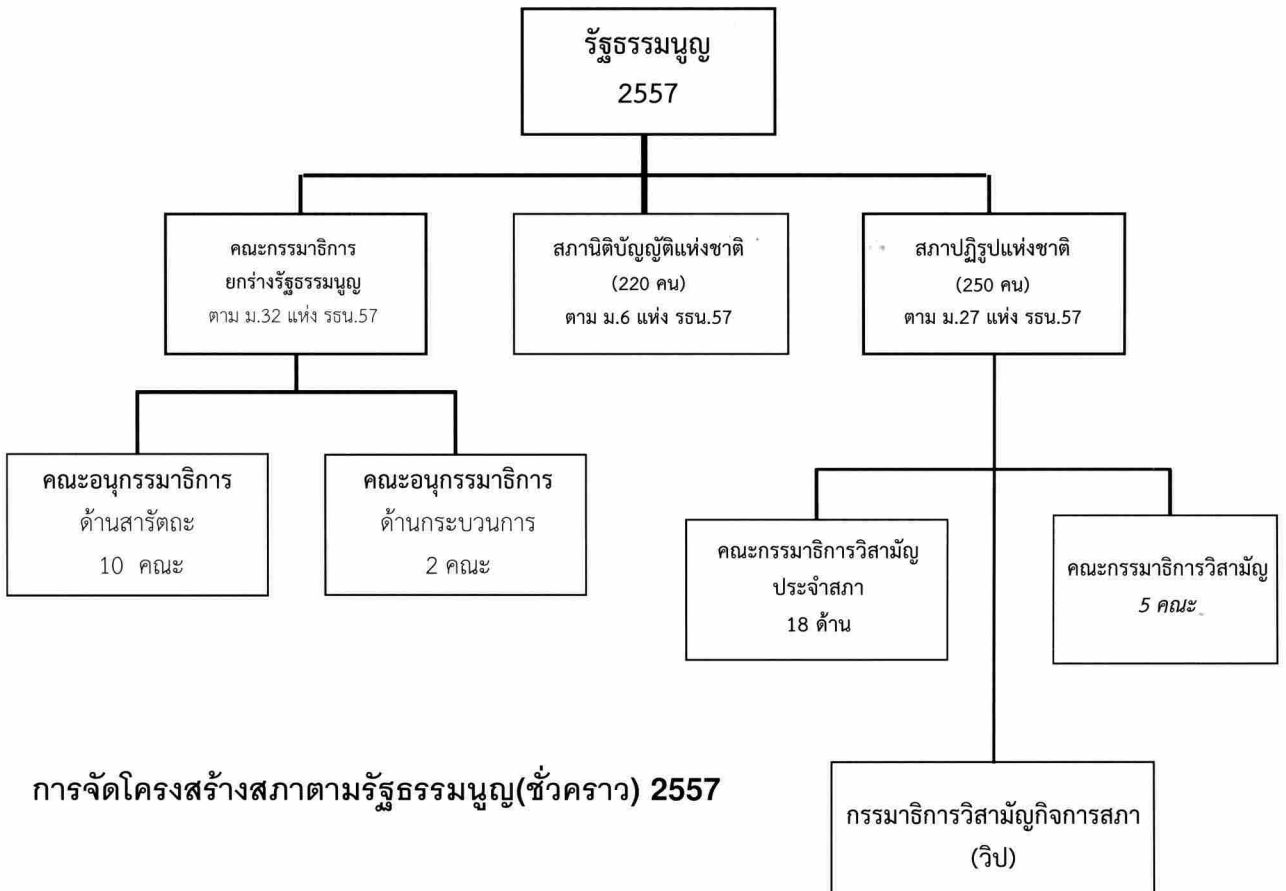 รัฐธรรมนูญ
2557
คณะกรรมาธิการ
ยกร่างรัฐธรรมนูญ
ตาม ม.32 แห่ง รธน.57
สภานิติบัญญัติแห่งชาติ
(220 คน)
ตาม ม.6 แห่ง รธน.57
สภาปฏิรูปแห่งชาติ
(250 คน)
ตาม ม.27 แห่ง รธน.57
คณะอนุกรรมาธิการ
ด้านสารัตถะ
10 คณะ
คณะอนุกรรมาธิการ
ด้านกระบวนการ
2 คณะ
คณะกรรมาธิการวิสามัญ
ประจำสภา
18 ด้าน
คณะกรรมาธิการวิสามัญ
5 คณะ
การจัดโครงสร้างสภาตามรัฐธรรมนูญ(ชั่วคราว) 2557
กรรมาธิการวิสามัญกิจการสภา
(วิป)